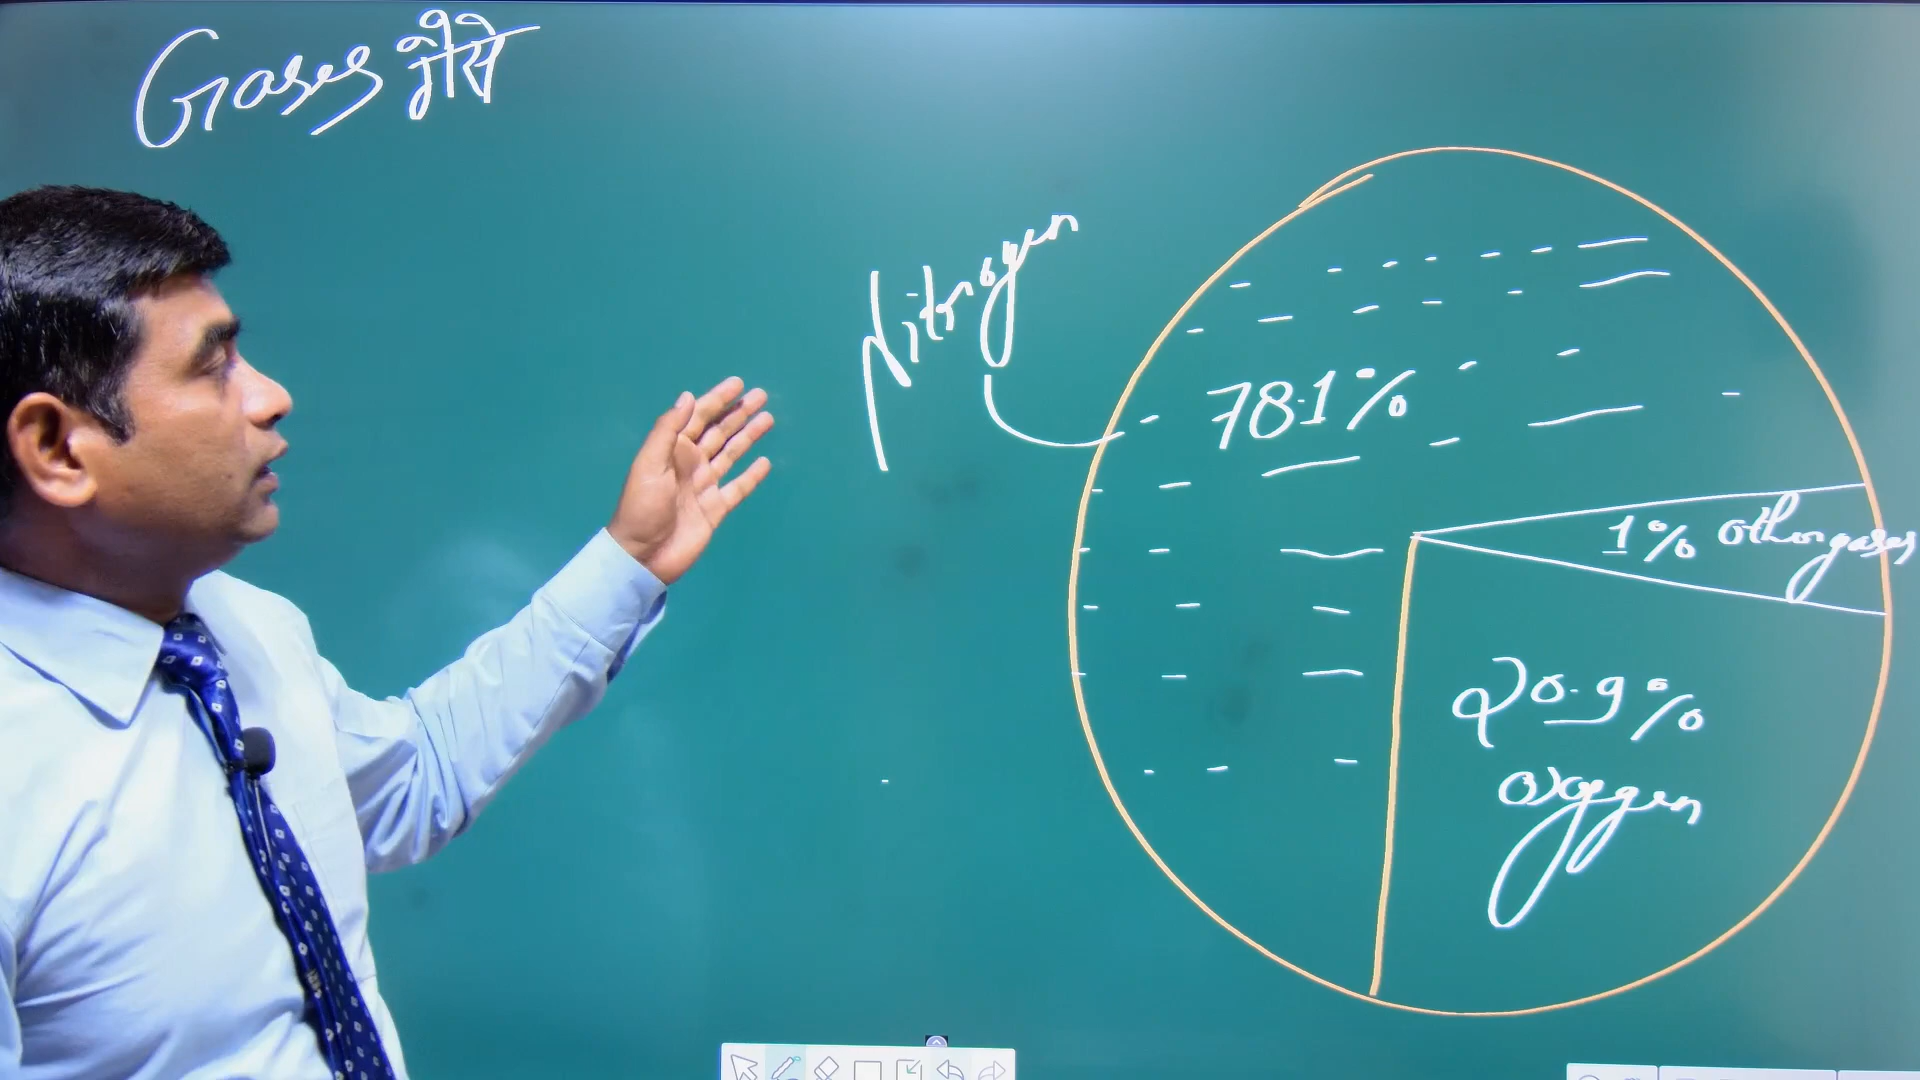 Gases गैसे
Nitrogen
78.1%
1% other gases
20.9%
oxygen